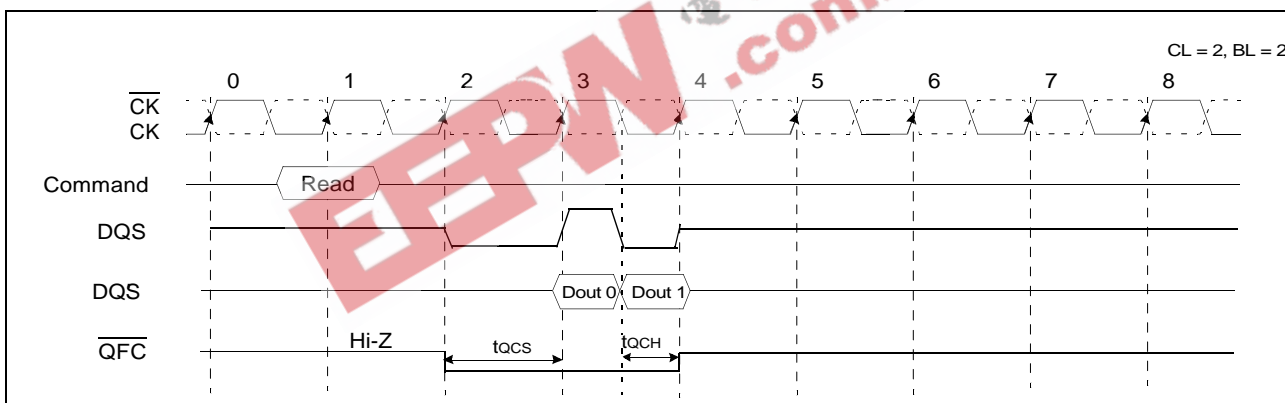 CL = 2, BL = 2
0 1 2 3 4 5 6 7 8
CK
CK
Command Read
DQS
DQS Dout 0 Dout 1
QFC Hi-Z tQCS tQCH
EEPW .com